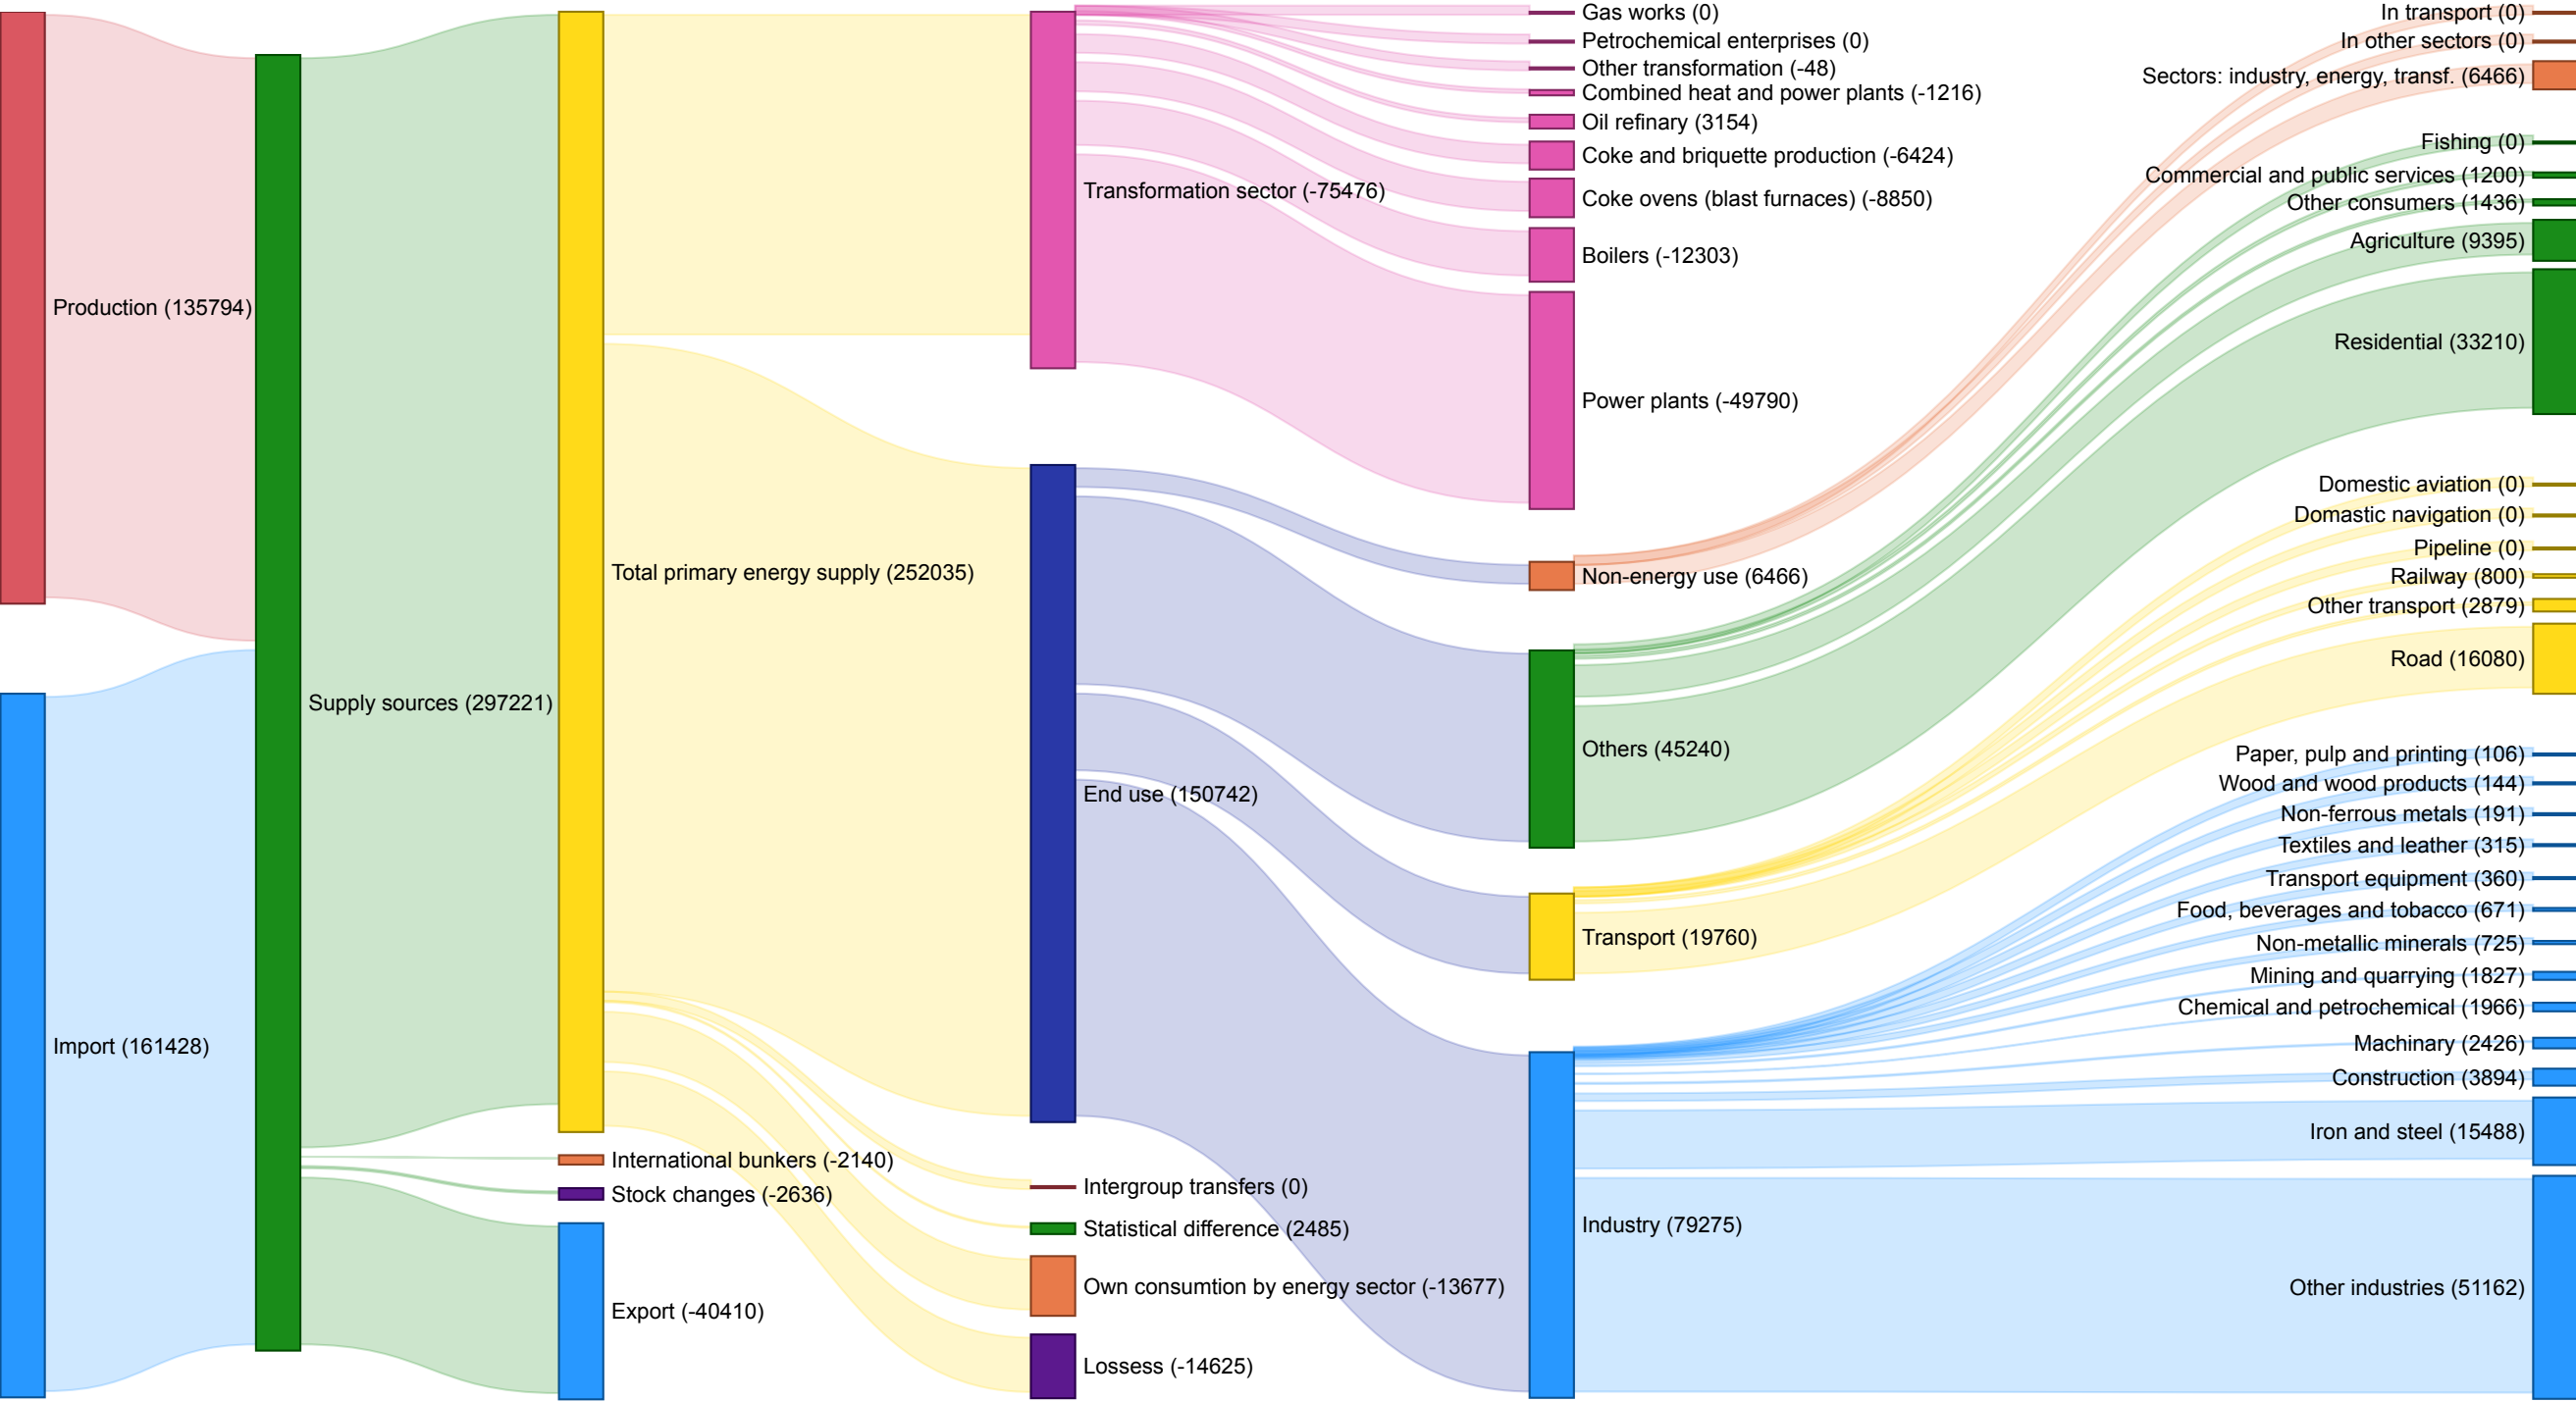 Production (135794)
Import (161428)
Supply sources (297221)
Total primary energy supply (252035)
International bunkers (-2140)
Stock changes (-2636)
Export (-40410)
Transformation sector (-75476)
End use (150742)
Intergroup transfers (0)
Statistical difference (2485)
Own consumtion by energy sector (-13677)
Lossess (-14625)
Gas works (0)
Petrochemical enterprises (0)
Other transformation (-48)
Combined heat and power plants (-1216)
Oil refinary (3154)
Coke and briquette production (-6424)
Coke ovens (blast furnaces) (-8850)
Boilers (-12303)
Power plants (-49790)
Non-energy use (6466)
Others (45240)
Transport (19760)
Industry (79275)
In transport (0)
In other sectors (0)
Sectors: industry, energy, transf. (6466)
Fishing (0)
Commercial and public services (1200)
Other consumers (1436)
Agriculture (9395)
Residential (33210)
Domestic aviation (0)
Domastic navigation (0)
Pipeline (0)
Railway (800)
Other transport (2879)
Road (16080)
Paper, pulp and printing (106)
Wood and wood products (144)
Non-ferrous metals (191)
Textiles and leather (315)
Transport equipment (360)
Food, beverages and tobacco (671)
Non-metallic minerals (725)
Mining and quarrying (1827)
Chemical and petrochemical (1966)
Machinary (2426)
Construction (3894)
Iron and steel (15488)
Other industries (51162)